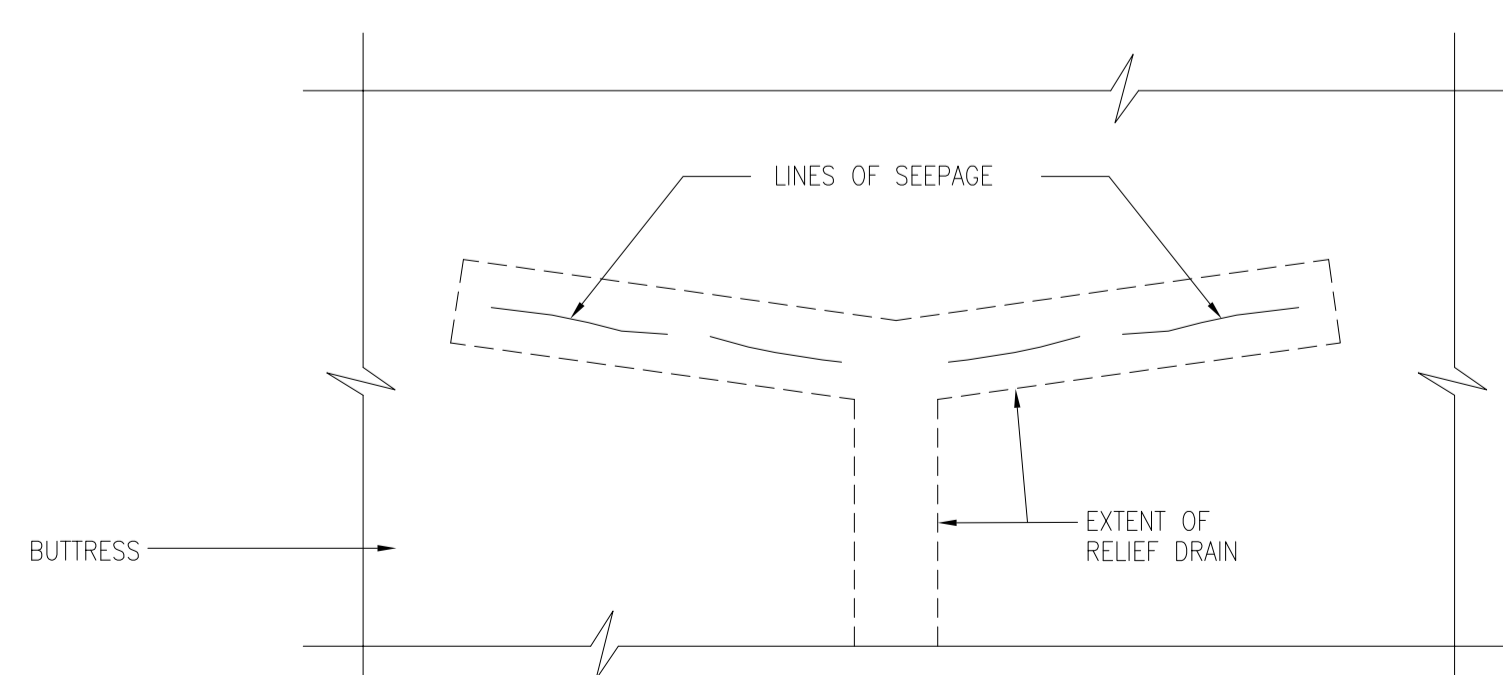 LINES OF SEEPAGE
EXTENT OF
RELIEF DRAIN
BUTTRESS